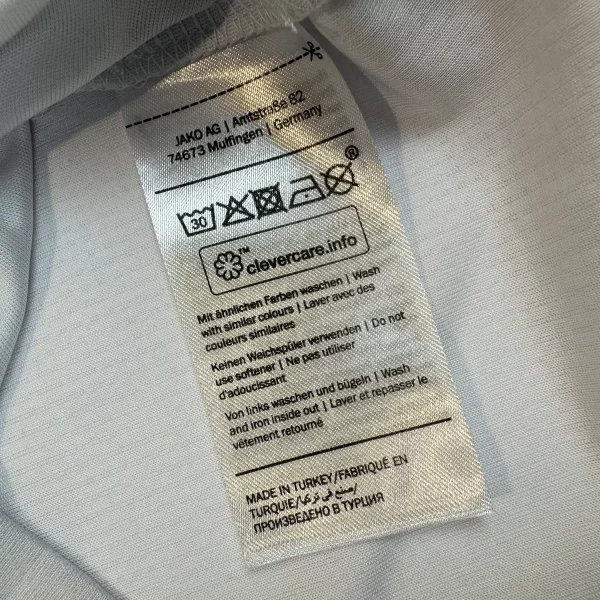 JAKO AG | Amtstraße 82
74673 Mulfingen | Germany
30
®
clevercare.info™
Mit ähnlichen Farben waschen | Wash
with similar colours | Laver avec des
couleurs similaires
Keinen Weichspüler verwenden | Do not
use softener | Ne pas utiliser
d'adoucissant
Von links waschen und bügeln | Wash
and iron inside out | Laver et repasser le
vêtement retourné
MADE IN TURKEY/FABRIQUÉ EN
TURQUIE/صنع في تركيا/
ПРОИЗВЕДЕНО В ТУРЦИЯ